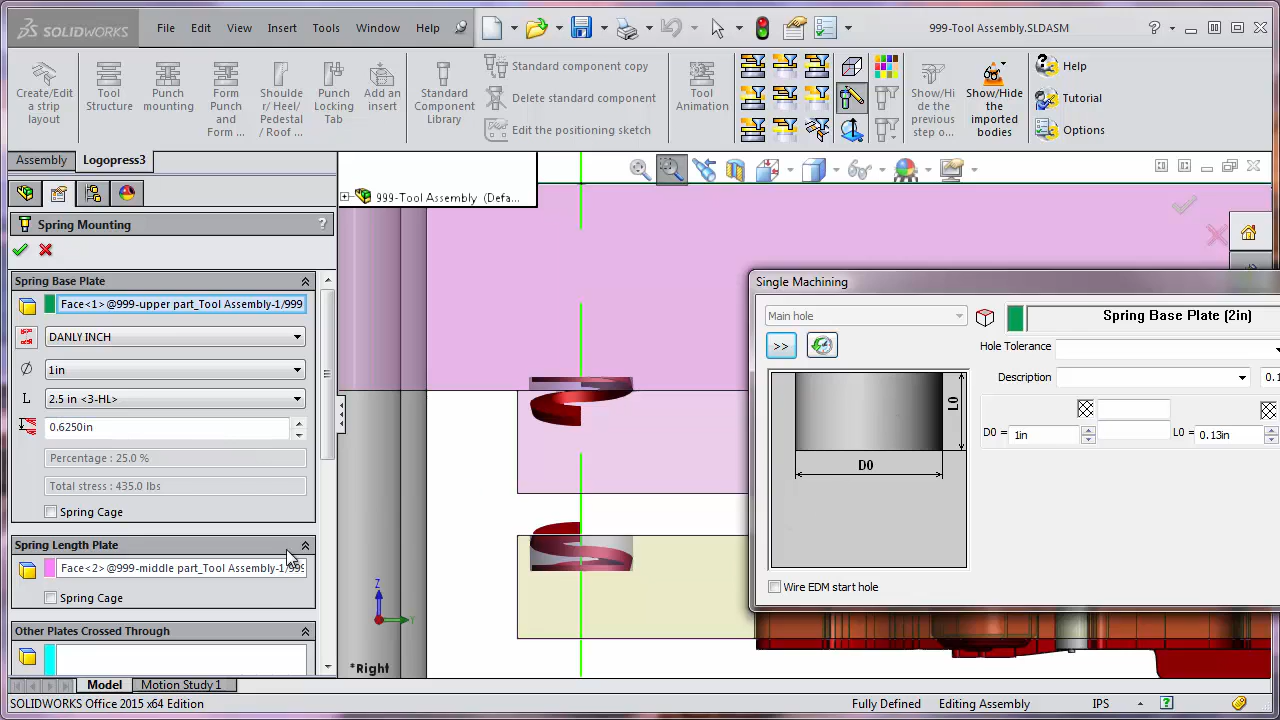 SOLIDWORKS File Edit View Insert Tools Window Help 999-Tool Assembly.SLDASM ?
Create/Edit a strip layout
Tool Structure
Punch mounting
Form Punch and Form ...
Shoulde r/ Heel/ Pedestal / Roof ...
Punch Locking Tab
Add an insert
Standard Component Library
Standard component copy
Delete standard component
Edit the positioning sketch
Tool Animation
Show/Hi de the previous step o...
Show/Hide the imported bodies
Help
Tutorial
Options
Assembly Logopress3
999-Tool Assembly (Defa...
Spring Mounting ?
Spring Base Plate
Face<1>@999-upper part_Tool Assembly-1/999
DANLY INCH
1in
L 2.5 in <3-HL>
0.6250in
Percentage : 25.0 %
Total stress : 435.0 lbs
Spring Cage
Spring Length Plate
Face<2>@999-middle part_Tool Assembly-1/999
Spring Cage
Other Plates Crossed Through
Single Machining
Main hole
Spring Base Plate (2in)
>>
Hole Tolerance
Description 0.1
D0 = 1in L0 = 0.13in
L0
D0
Wire EDM start hole
Z
Y
*Right
Model Motion Study 1
SOLIDWORKS Office 2015 x64 Edition Fully Defined Editing Assembly IPS ?